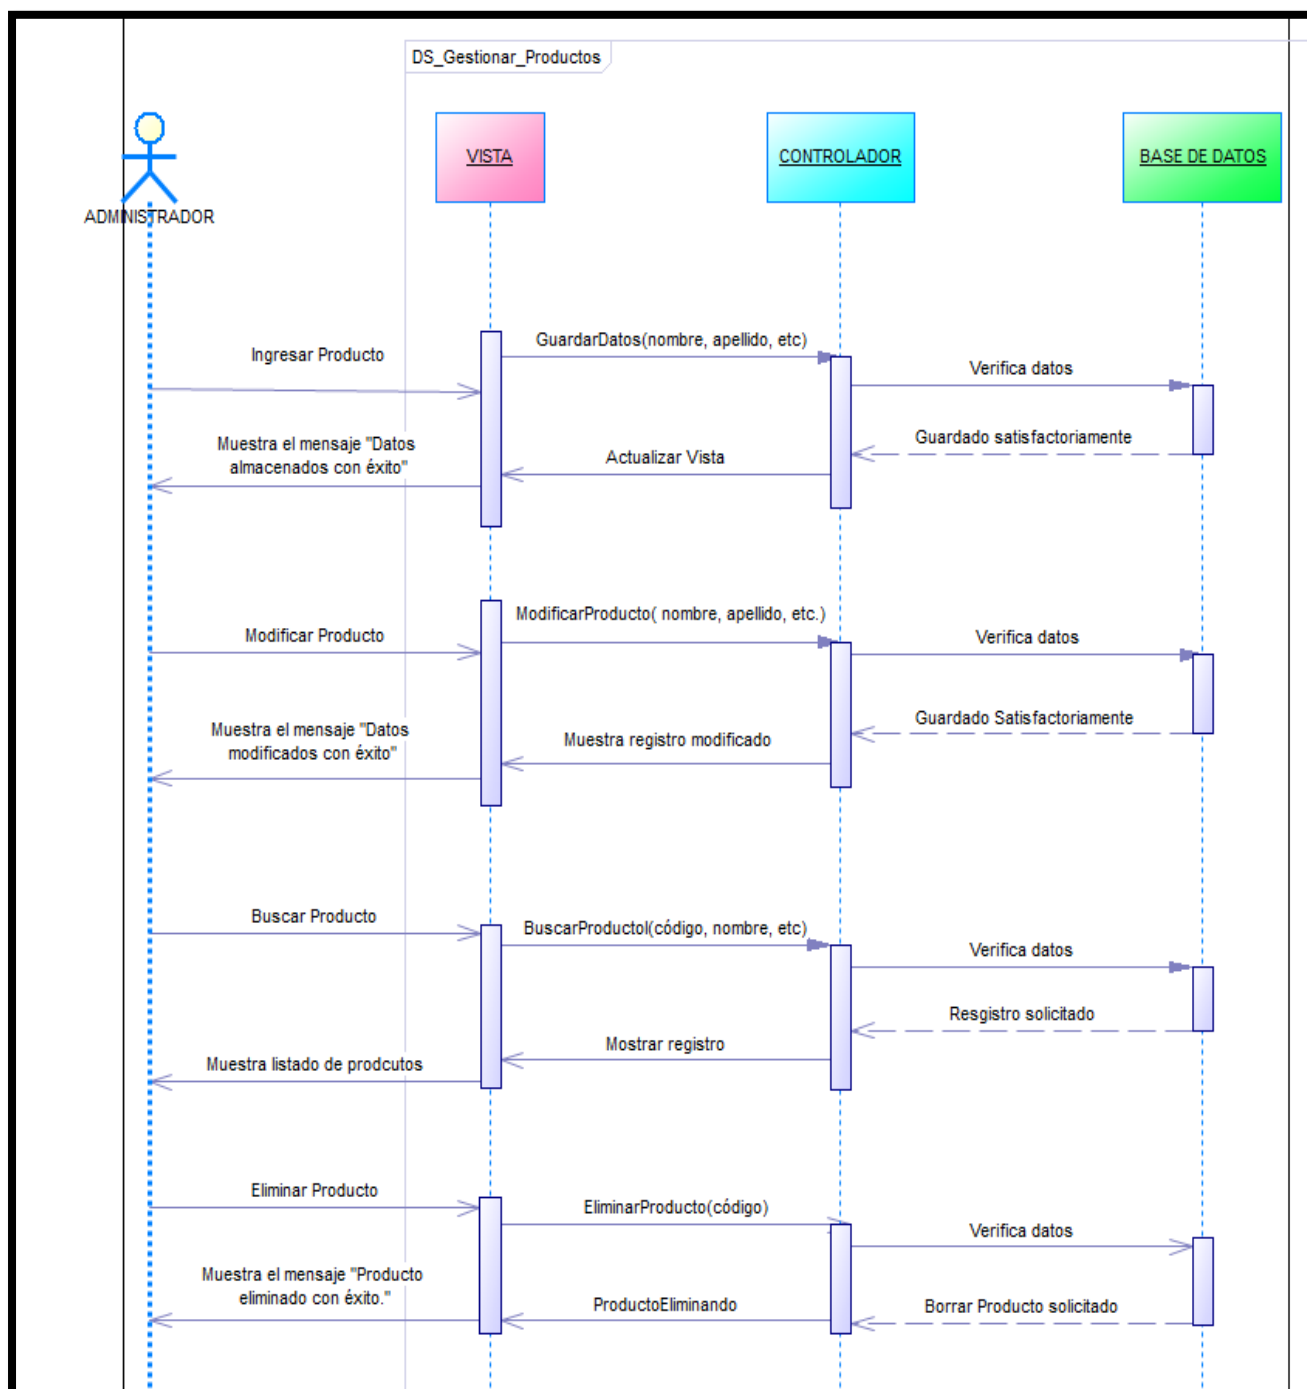 DS_Gestionar_Productos
VISTA
CONTROLADOR
BASE DE DATOS
ADMINISTRADOR
GuardarDatos(nombre, apellido, etc)
Ingresar Producto
Verifica datos
Guardado satisfactoriamente
Muestra el mensaje "Datos
almacenados con éxito"
Actualizar Vista
ModificarProducto( nombre, apellido, etc.)
Modificar Producto
Verifica datos
Guardado Satisfactoriamente
Muestra el mensaje "Datos
modificados con éxito"
Muestra registro modificado
Buscar Producto
BuscarProductol(código, nombre, etc)
Verifica datos
Resgistro solicitado
Mostrar registro
Muestra listado de prodcutos
Eliminar Producto
EliminarProducto(código)
Verifica datos
Muestra el mensaje "Producto
eliminado con éxito."
ProductoEliminando
Borrar Producto solicitado